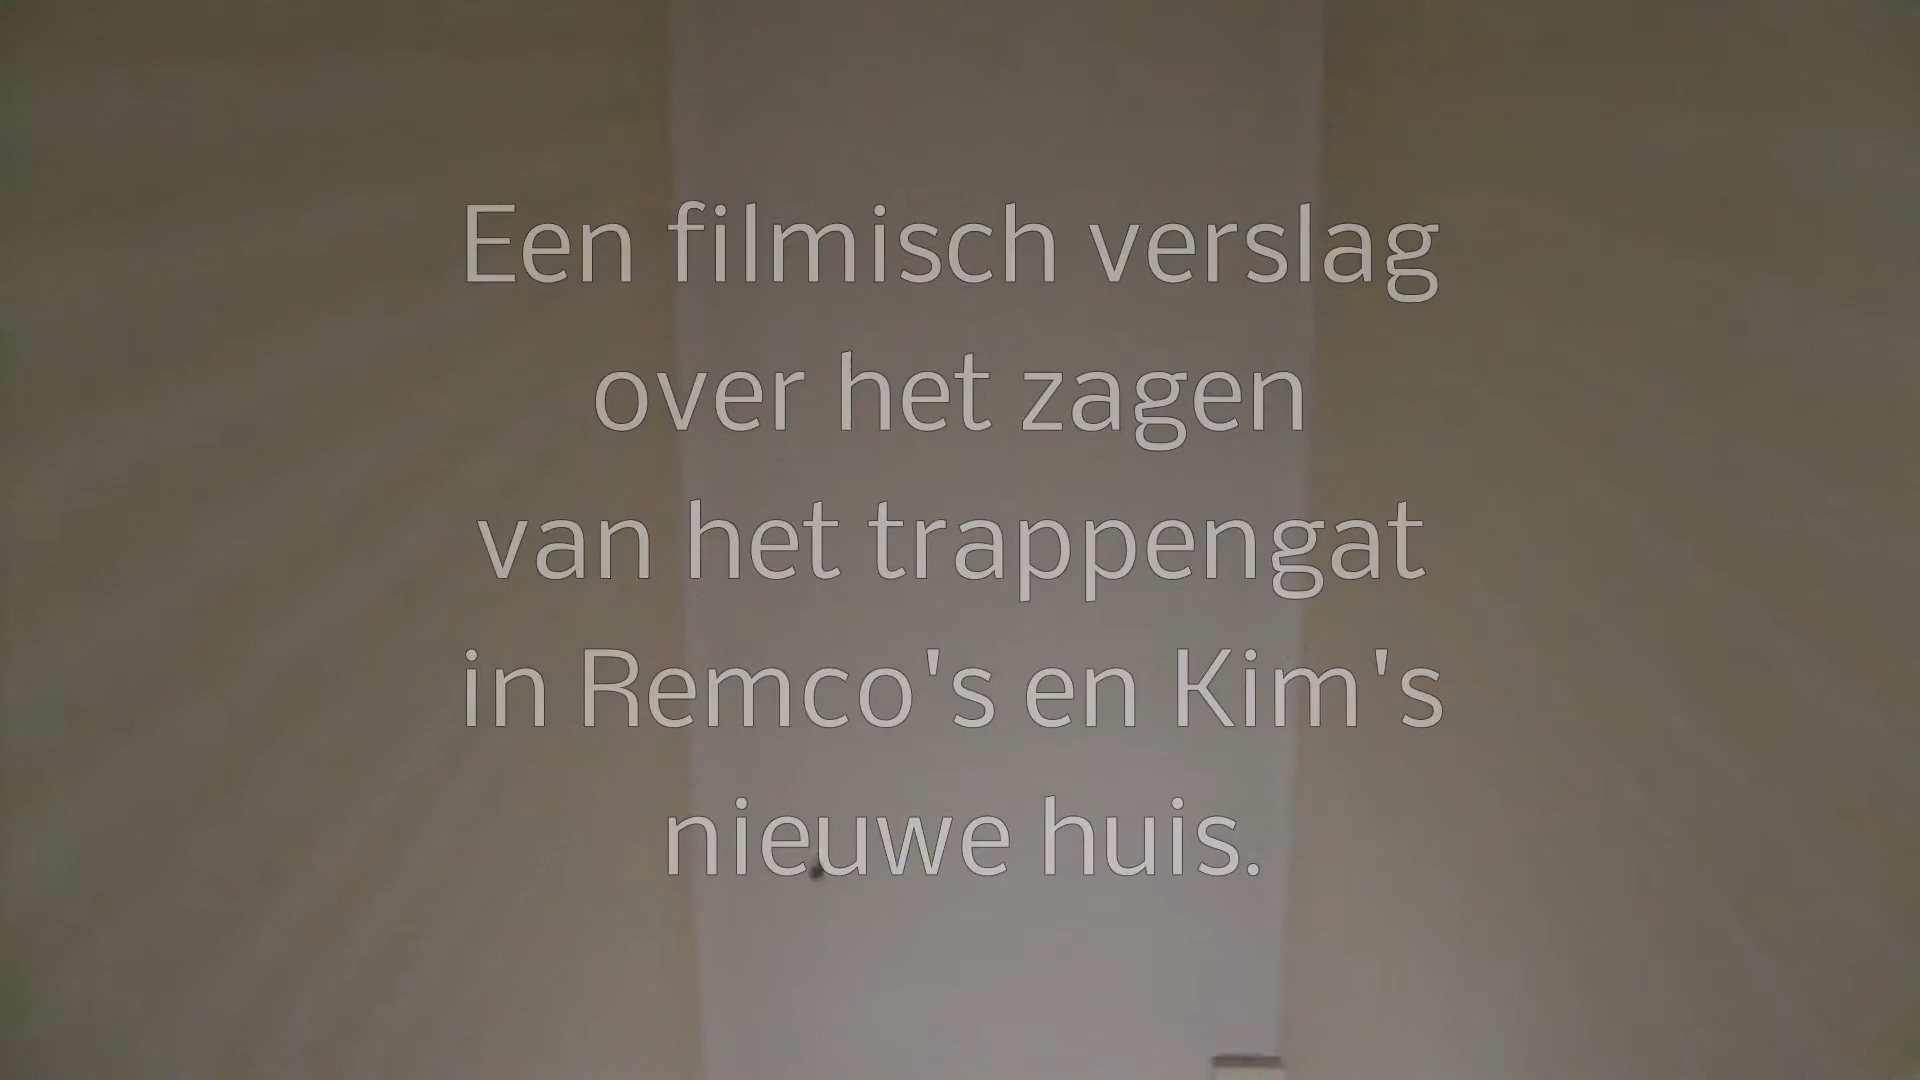 Een filmisch verslag
over het zagen
van het trappengat
in Remco's en Kim's
nieuwe huis.